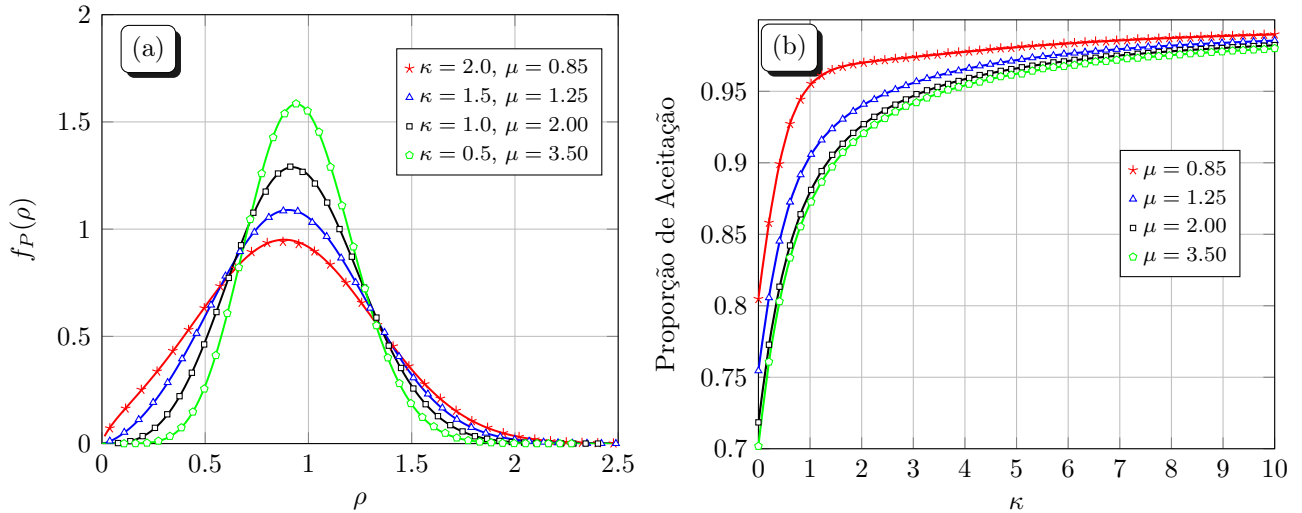 (a)
κ = 2.0, μ = 0.85
κ = 1.5, μ = 1.25
κ = 1.0, μ = 2.00
κ = 0.5, μ = 3.50
2
1.5
1
0.5
0
f_P(ρ)
0 0.5 1 1.5 2 2.5
ρ
(b)
μ = 0.85
μ = 1.25
μ = 2.00
μ = 3.50
0.95
0.9
0.85
0.8
0.75
0.7
Proporção de Aceitação
0 1 2 3 4 5 6 7 8 9 10
κ